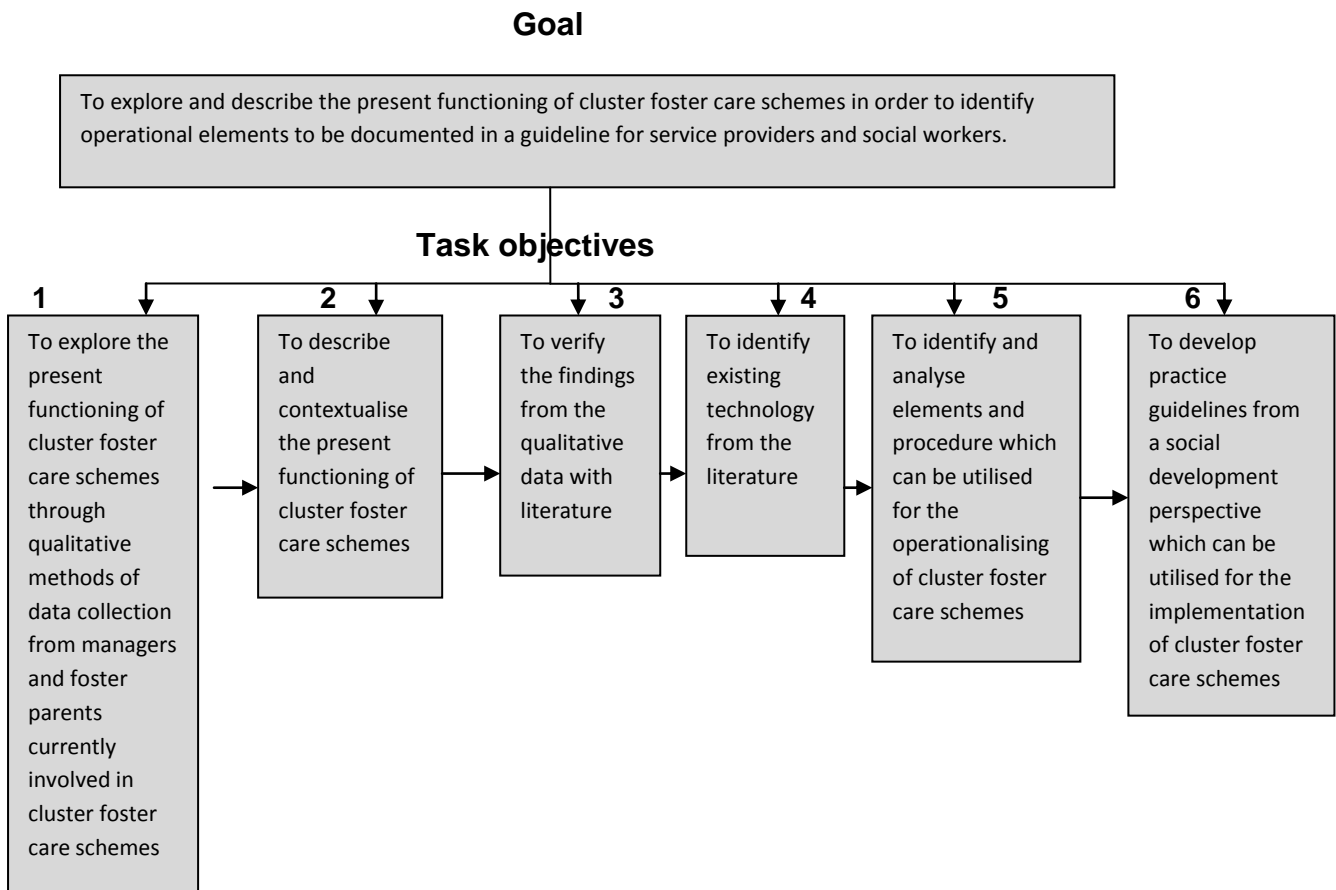 Goal
To explore and describe the present functioning of cluster foster care schemes in order to identify
operational elements to be documented in a guideline for service providers and social workers.
Task objectives
1
To explore the
present
functioning of
cluster foster
care schemes
through
qualitative
methods of
data collection
from managers
and foster
parents
currently
involved in
cluster foster
care schemes
2
To describe
and
contextualise
the present
functioning of
cluster foster
care schemes
3
To verify
the findings
from the
qualitative
data with
literature
4
To identify
existing
technology
from the
literature
5
To identify and
analyse
elements and
procedure which
can be utilised
for the
operationalising
of cluster foster
care schemes
6
To develop
practice
guidelines from
a social
development
perspective
which can be
utilised for the
implementation
of cluster foster
care schemes